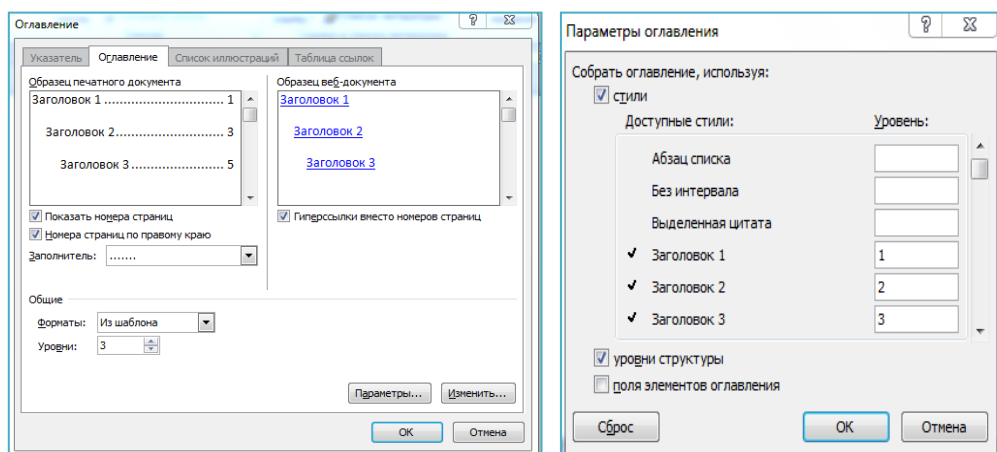 Оглавление
Указатель Оглавление Список иллюстраций Таблица ссылок
Образец печатного документа
Заголовок 1 .............................. 1
Заголовок 2........................... 3
Заголовок 3....................... 5
Образец веб-документа
Заголовок 1
Заголовок 2
Заголовок 3
Показать номера страниц
Номера страниц по правому краю
Заполнитель: .......
Гиперссылки вместо номеров страниц
Общие
Форматы: Из шаблона
Уровни: 3
Параметры... Изменить...
ОК Отмена
Параметры оглавления
Собрать оглавление, используя:
стили
Доступные стили: Уровень:
Абзац списка
Без интервала
Выделенная цитата
Заголовок 1 1
Заголовок 2 2
Заголовок 3 3
уровни структуры
поля элементов оглавления
Сброс ОК Отмена